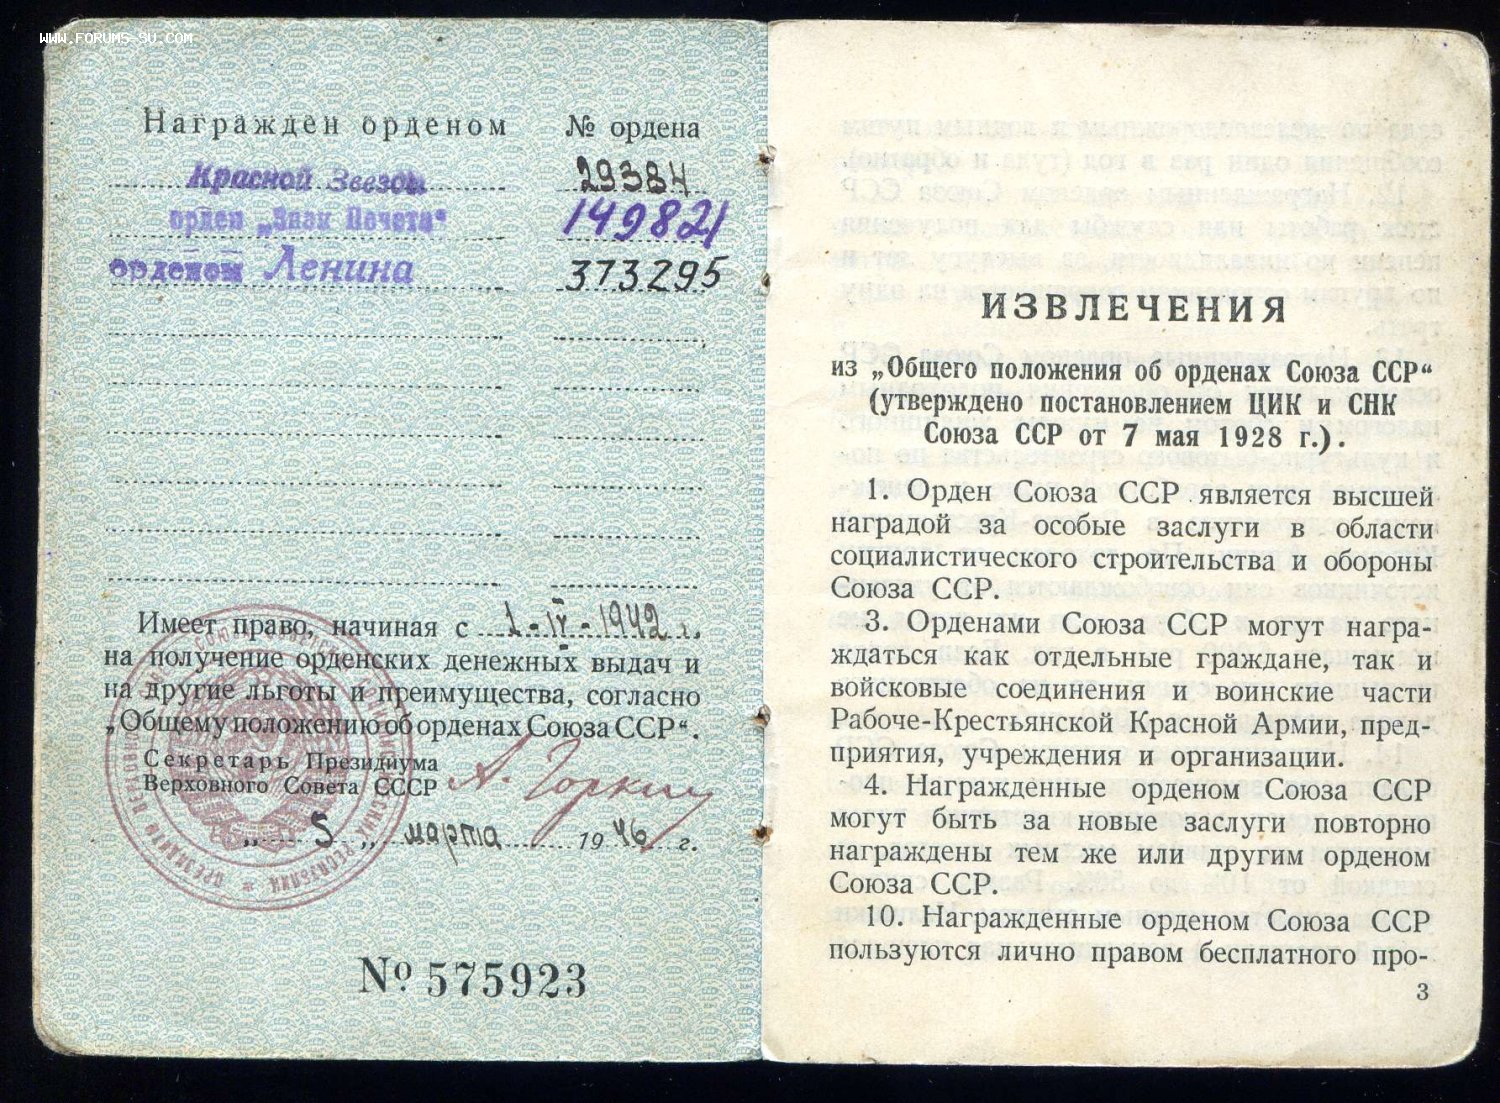 WWW.FORUMS-SU.COM
Награжден орденом № ордена
Красной Звезды 29384
орден „Знак Почета“ 149821
орденом Ленина 373295
Имеет право, начиная с 1-IV-1942 г.
на получение орденских денежных выдач и
на другие льготы и преимущества, согласно
„Общему положению об орденах Союза ССР“.
Секретарь Президиума
Верховного Совета СССР А. Горкин
„ 5 „ марта 1946 г.
№ 575923
ИЗВЛЕЧЕНИЯ
из „Общего положения об орденах Союза ССР“
(утверждено постановлением ЦИК и СНК
Союза ССР от 7 мая 1928 г.).
1. Орден Союза ССР является высшей
наградой за особые заслуги в области
социалистического строительства и обороны
Союза ССР.
3. Орденами Союза ССР могут награ-
ждаться как отдельные граждане, так и
войсковые соединения и воинские части
Рабоче-Крестьянской Красной Армии, пред-
приятия, учреждения и организации.
4. Награжденные орденом Союза ССР
могут быть за новые заслуги повторно
награждены тем же или другим орденом
Союза ССР.
10. Награжденные орденом Союза ССР
пользуются лично правом бесплатного про-
3